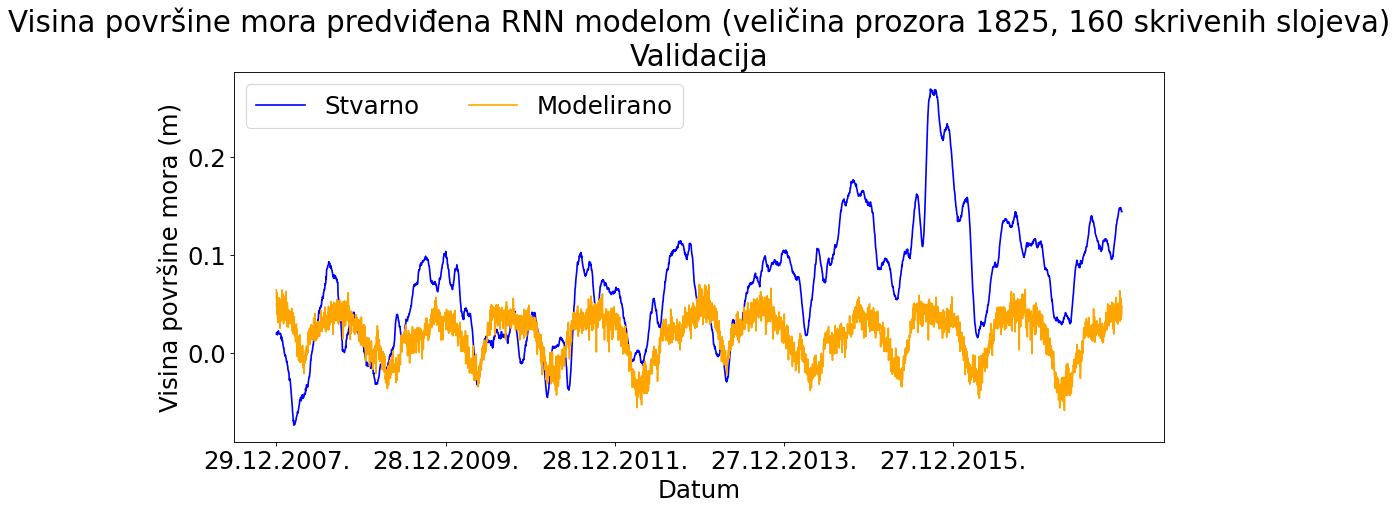 Visina površine mora predviđena RNN modelom (veličina prozora 1825, 160 skrivenih slojeva)
Validacija
Stvarno
Modelirano
Visina površine mora (m)
0.2
0.1
0.0
29.12.2007.
28.12.2009.
28.12.2011.
27.12.2013.
27.12.2015.
Datum